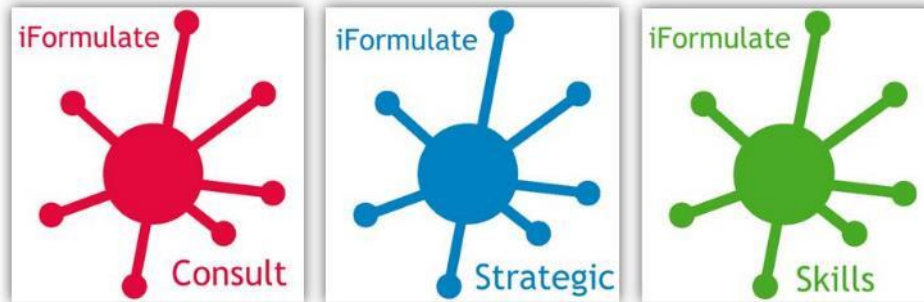 iFormulate
Consult
iFormulate
Strategic
iFormulate
Skills